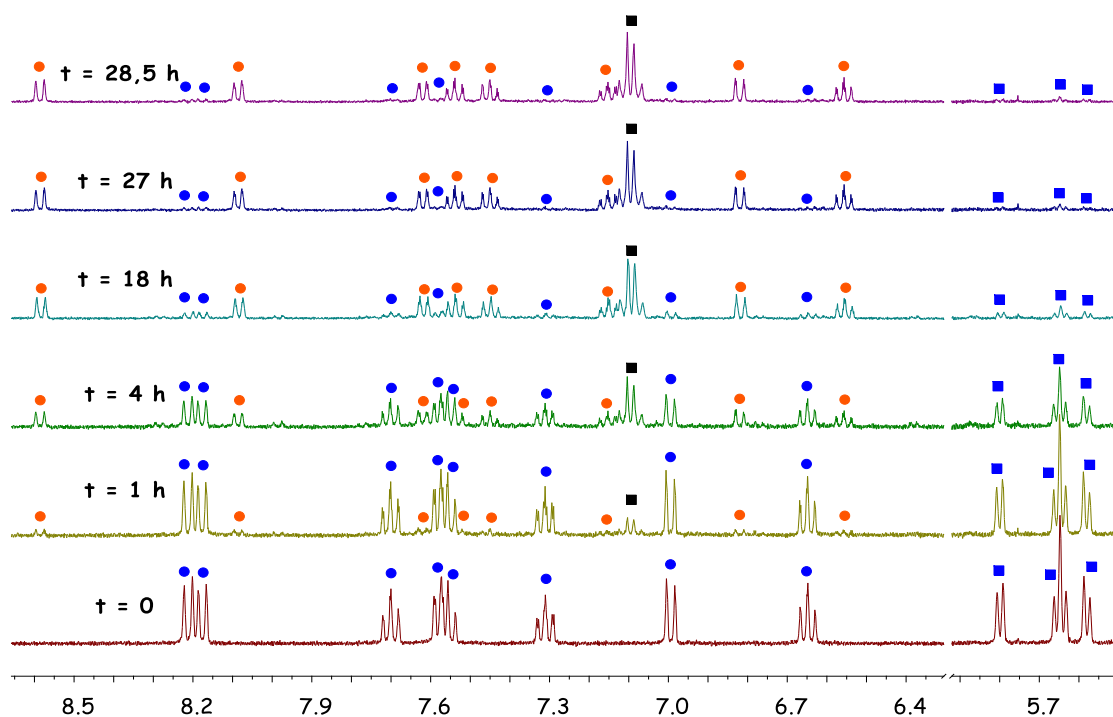 t = 28,5 h
t = 27 h
t = 18 h
t = 4 h
t = 1 h
t = 0
8.5 8.2 7.9 7.6 7.3 7.0 6.7 6.4 5.7